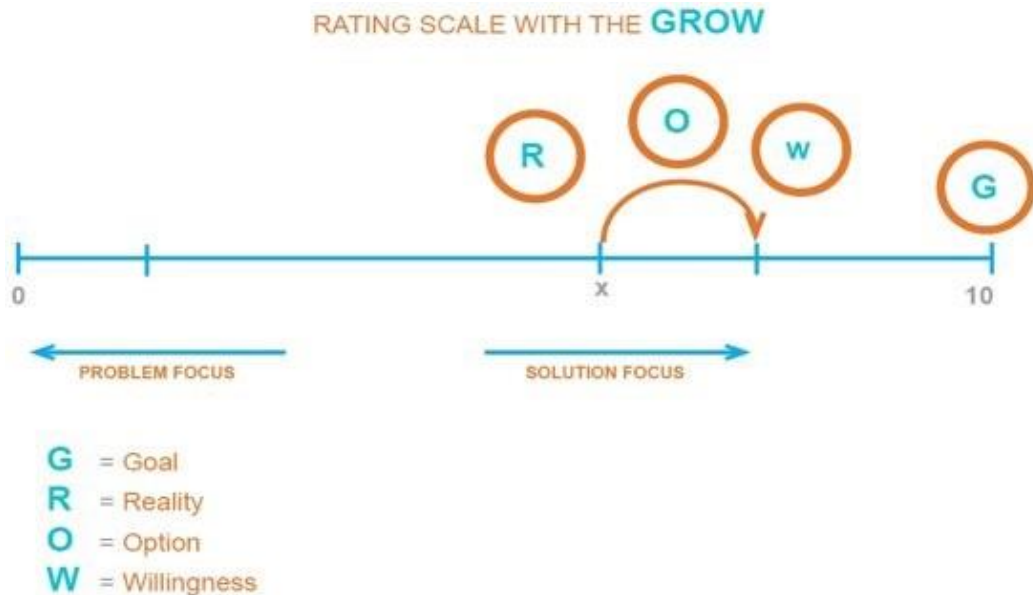 RATING SCALE WITH THE GROW
O
R
w
G
0
x
10
PROBLEM FOCUS
SOLUTION FOCUS
G = Goal
R = Reality
O = Option
W = Willingness